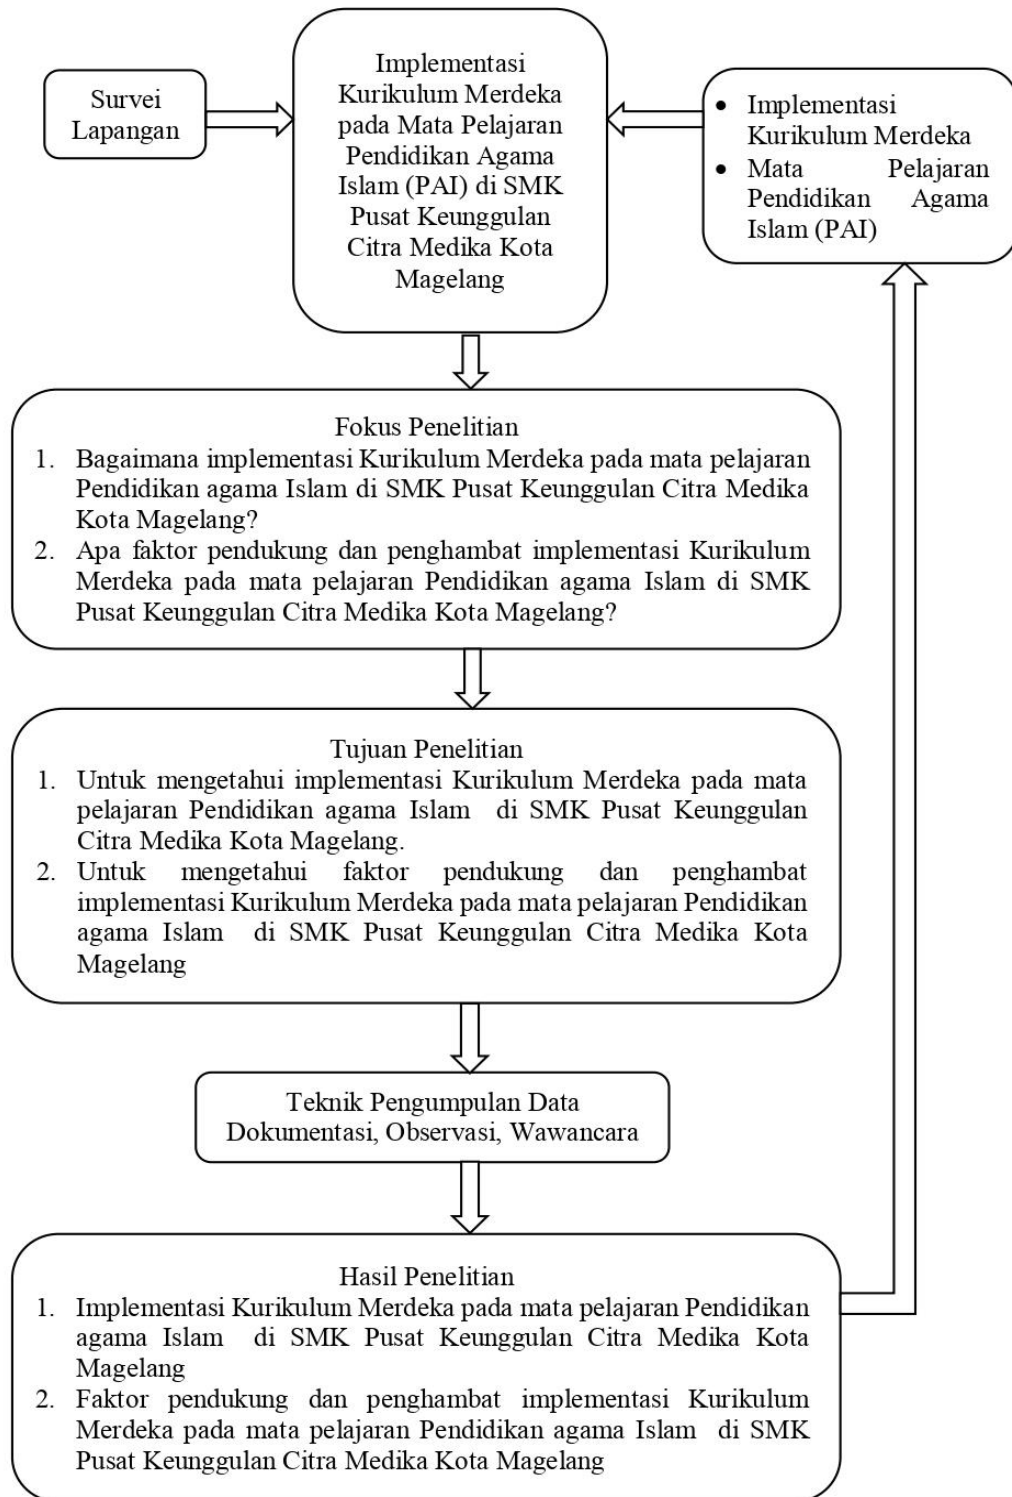 Survei
Lapangan
Implementasi
Kurikulum Merdeka
pada Mata Pelajaran
Pendidikan Agama
Islam (PAI) di SMK
Pusat Keunggulan
Citra Medika Kota
Magelang
• Implementasi
Kurikulum Merdeka
• Mata Pelajaran
Pendidikan Agama
Islam (PAI)
Fokus Penelitian
1. Bagaimana implementasi Kurikulum Merdeka pada mata pelajaran
Pendidikan agama Islam di SMK Pusat Keunggulan Citra Medika
Kota Magelang?
2. Apa faktor pendukung dan penghambat implementasi Kurikulum
Merdeka pada mata pelajaran Pendidikan agama Islam di SMK
Pusat Keunggulan Citra Medika Kota Magelang?
Tujuan Penelitian
1. Untuk mengetahui implementasi Kurikulum Merdeka pada mata
pelajaran Pendidikan agama Islam di SMK Pusat Keunggulan
Citra Medika Kota Magelang.
2. Untuk mengetahui faktor pendukung dan penghambat
implementasi Kurikulum Merdeka pada mata pelajaran Pendidikan
agama Islam di SMK Pusat Keunggulan Citra Medika Kota
Magelang
Teknik Pengumpulan Data
Dokumentasi, Observasi, Wawancara
Hasil Penelitian
1. Implementasi Kurikulum Merdeka pada mata pelajaran Pendidikan
agama Islam di SMK Pusat Keunggulan Citra Medika Kota
Magelang
2. Faktor pendukung dan penghambat implementasi Kurikulum
Merdeka pada mata pelajaran Pendidikan agama Islam di SMK
Pusat Keunggulan Citra Medika Kota Magelang